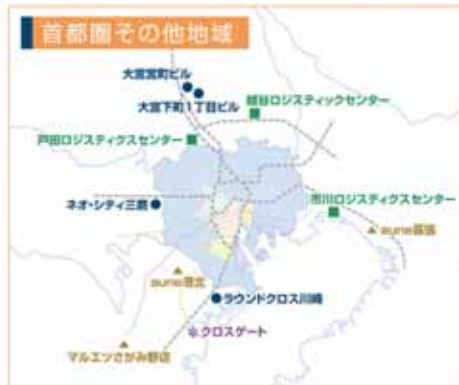 首都圏その他地域
大宮宮町ビル
大宮下町1丁目ビル
越谷ロジスティックセンター
戸田ロジスティクスセンター
ネオ・シティ三鷹
市川ロジスティクスセンター
aune幕張
aune港北
ラウンドクロス川崎
クロスゲート
マルエツさがみ野店